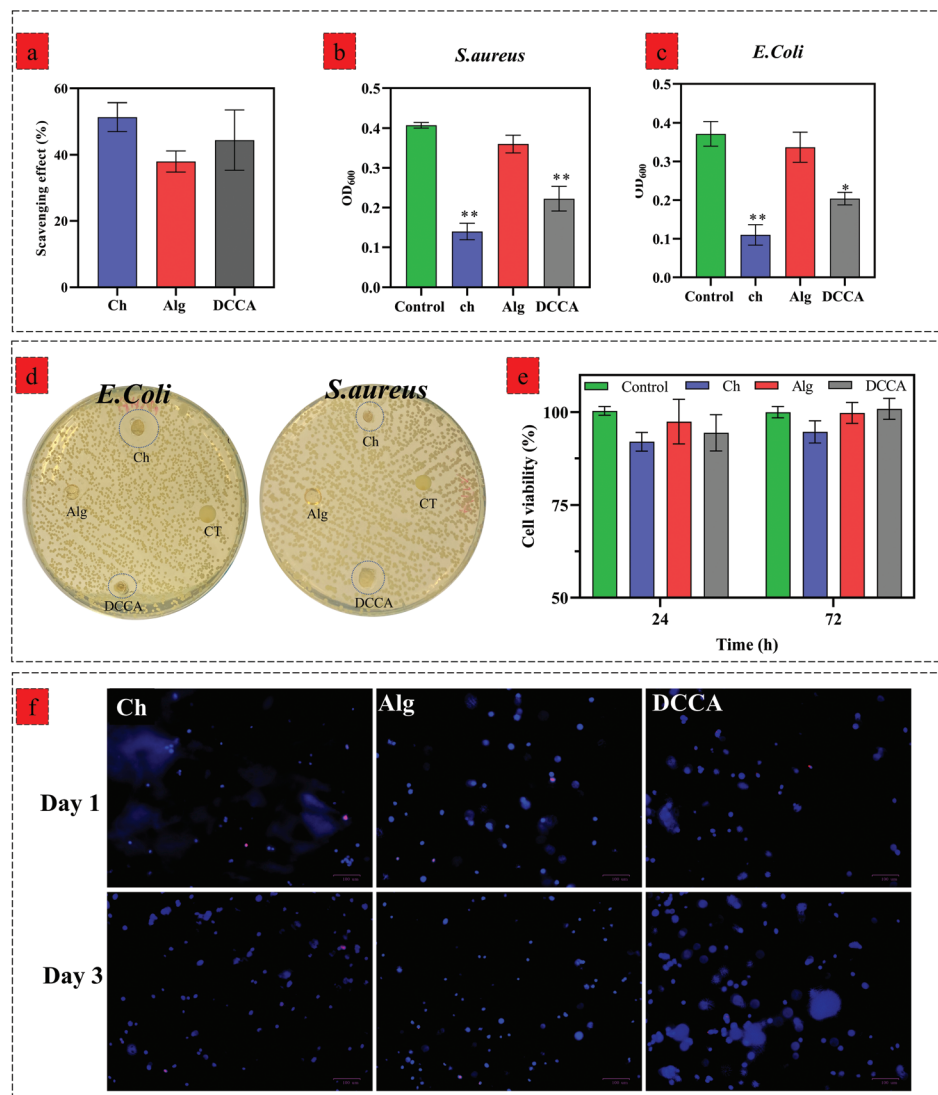 a
Scavenging effect (%)
60
40
20
0
Ch Alg DCCA
b
S.aureus
OD600
0.5
0.4
0.3
0.2
0.1
0.0
** **
Control ch Alg DCCA
c
E.Coli
OD600
0.5
0.4
0.3
0.2
0.1
0.0
** *
Control ch Alg DCCA
d
E.Coli
Ch
Alg
CT
DCCA
S.aureus
Ch
Alg
CT
DCCA
e
Control Ch Alg DCCA
Cell viability (%)
100
75
50
24 72
Time (h)
f
Ch Alg DCCA
Day 1
Day 3